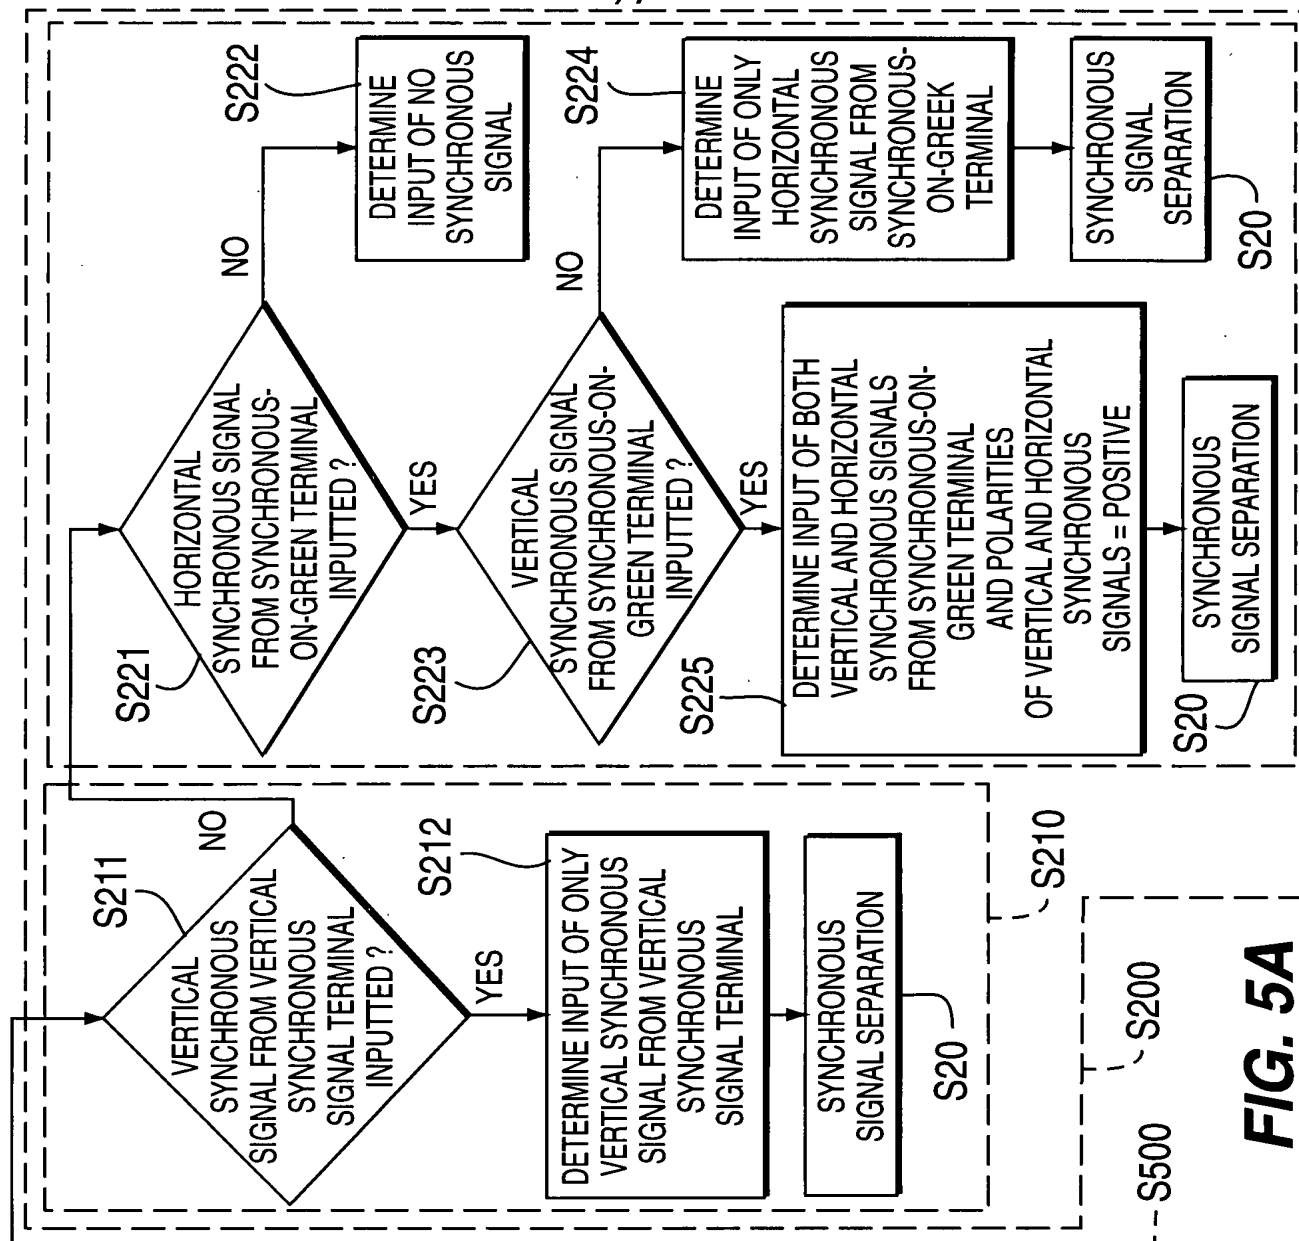 VERTICAL
SYNCHRONOUS
SIGNAL FROM VERTICAL
SYNCHRONOUS
SIGNAL TERMINAL
INPUTTED ?
S211
NO
YES
DETERMINE INPUT OF ONLY
VERTICAL SYNCHRONOUS
SIGNAL FROM VERTICAL
SYNCHRONOUS
SIGNAL TERMINAL
S212
SYNCHRONOUS
SIGNAL SEPARATION
S20
S210
S200
S500
HORIZONTAL
SYNCHRONOUS SIGNAL
FROM SYNCHRONOUS-
ON-GREEN TERMINAL
INPUTTED ?
S221
NO
YES
DETERMINE
INPUT OF NO
SYNCHRONOUS
SIGNAL
S222
VERTICAL
SYNCHRONOUS SIGNAL
FROM SYNCHRONOUS-ON-
GREEN TERMINAL
INPUTTED ?
S223
NO
YES
DETERMINE
INPUT OF ONLY
HORIZONTAL
SYNCHRONOUS
SIGNAL FROM
SYNCHRONOUS-
ON-GREEK
TERMINAL
S224
SYNCHRONOUS
SIGNAL
SEPARATION
S20
DETERMINE INPUT OF BOTH
VERTICAL AND HORIZONTAL
SYNCHRONOUS SIGNALS
FROM SYNCHRONOUS-ON-
GREEN TERMINAL
AND POLARITIES
OF VERTICAL AND HORIZONTAL
SYNCHRONOUS
SIGNALS = POSITIVE
S225
SYNCHRONOUS
SIGNAL SEPARATION
S20
FIG. 5A